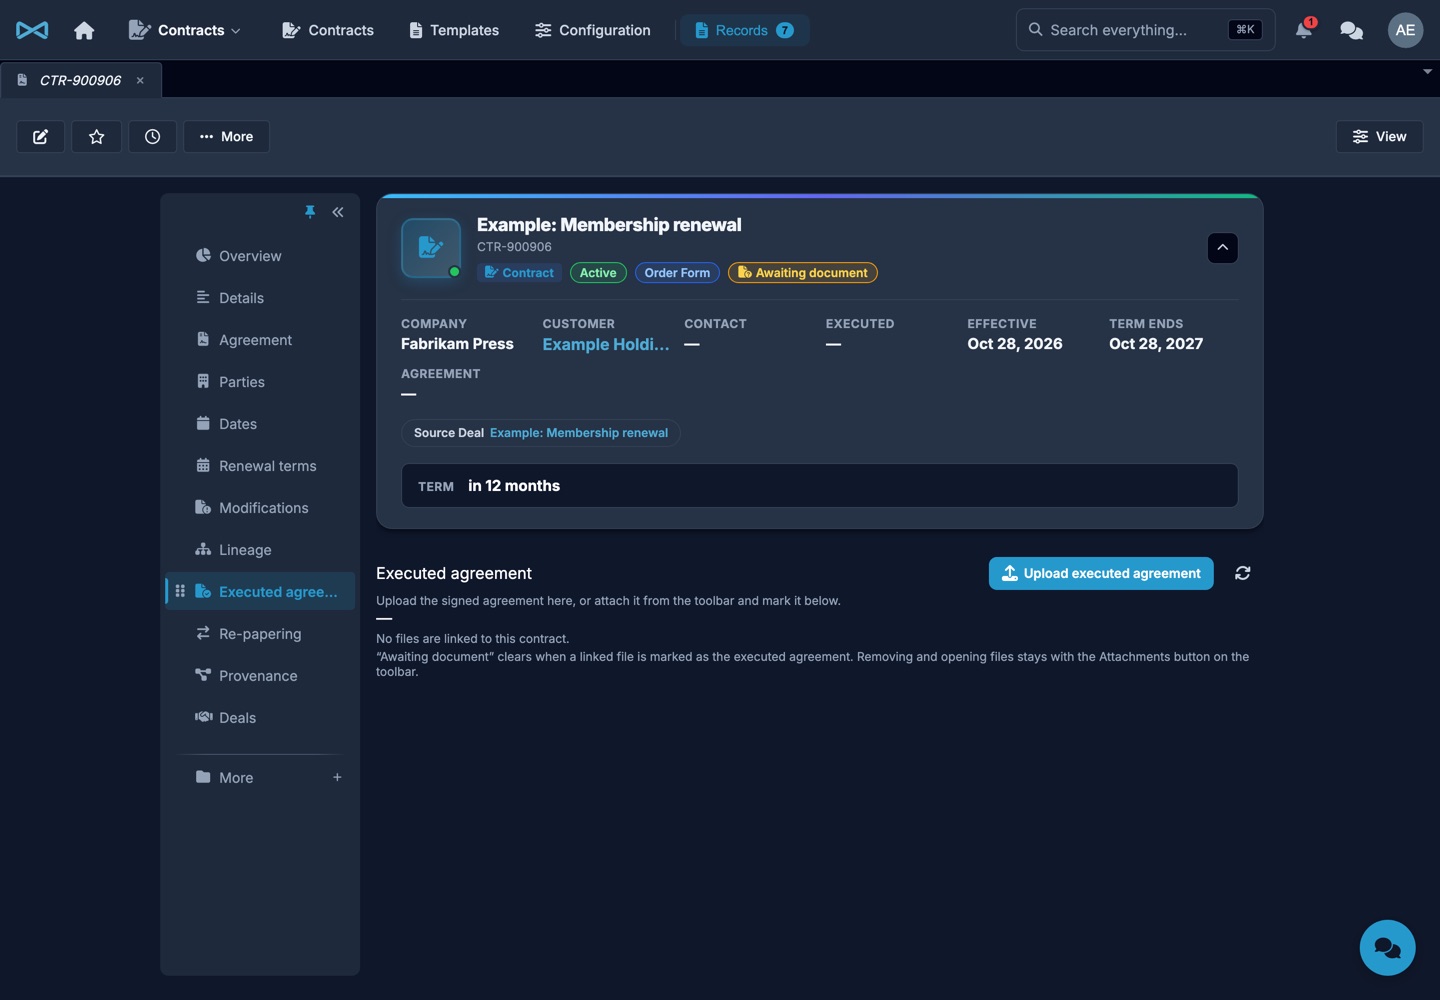 Contracts
Contracts
Templates
Configuration
Records 7
Search everything...
⌘K
1
AE
CTR-900906
More
View
Overview
Details
Agreement
Parties
Dates
Renewal terms
Modifications
Lineage
Executed agree...
Re-papering
Provenance
Deals
More
Example: Membership renewal
CTR-900906
Contract
Active
Order Form
Awaiting document
COMPANY
Fabrikam Press
CUSTOMER
Example Holdi...
CONTACT
—
EXECUTED
—
EFFECTIVE
Oct 28, 2026
TERM ENDS
Oct 28, 2027
AGREEMENT
—
Source Deal Example: Membership renewal
TERM in 12 months
Executed agreement
Upload executed agreement
Upload the signed agreement here, or attach it from the toolbar and mark it below.
—
No files are linked to this contract.
“Awaiting document” clears when a linked file is marked as the executed agreement. Removing and opening files stays with the Attachments button on the
toolbar.